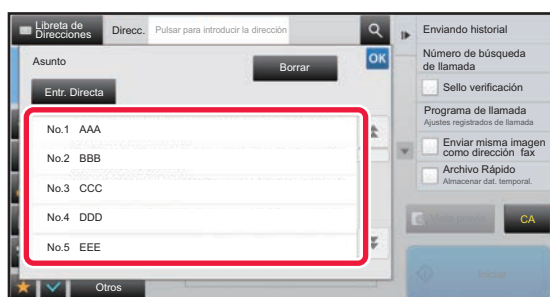 Libreta de
Direcciones
Direcc.
Pulsar para introducir la dirección
Asunto
Borrar
OK
Entr. Directa
No.1 AAA
No.2 BBB
No.3 CCC
No.4 DDD
No.5 EEE
Otros
Enviando historial
Número de búsqueda
de llamada
Sello verificación
Programa de llamada
Ajustes registrados de llamada
Enviar misma imagen
como dirección fax
Archivo Rápido
Almacenar dat. temporal.
CA